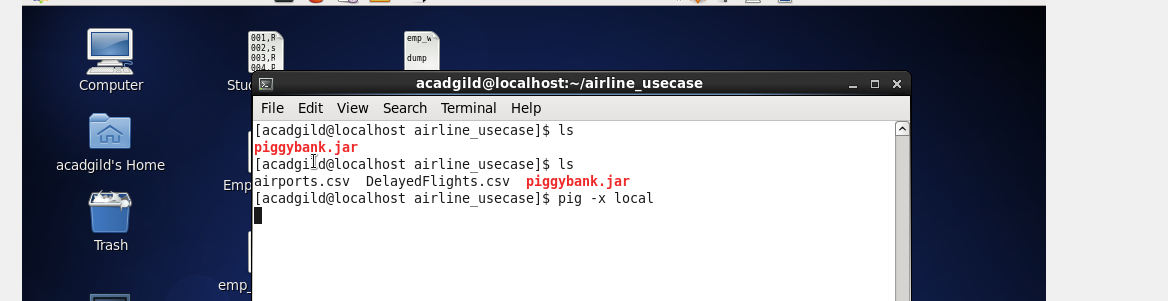 001,R
002,s
003,R
004,P
emp_w
dump
Computer
acadgild's Home
Trash
Emp_
emp_
acadgild@localhost:~/airline_usecase
File Edit View Search Terminal Help
[acadgild@localhost airline_usecase]$ ls
piggybank.jar
[acadgild@localhost airline_usecase]$ ls
airports.csv DelayedFlights.csv piggybank.jar
[acadgild@localhost airline_usecase]$ pig -x local